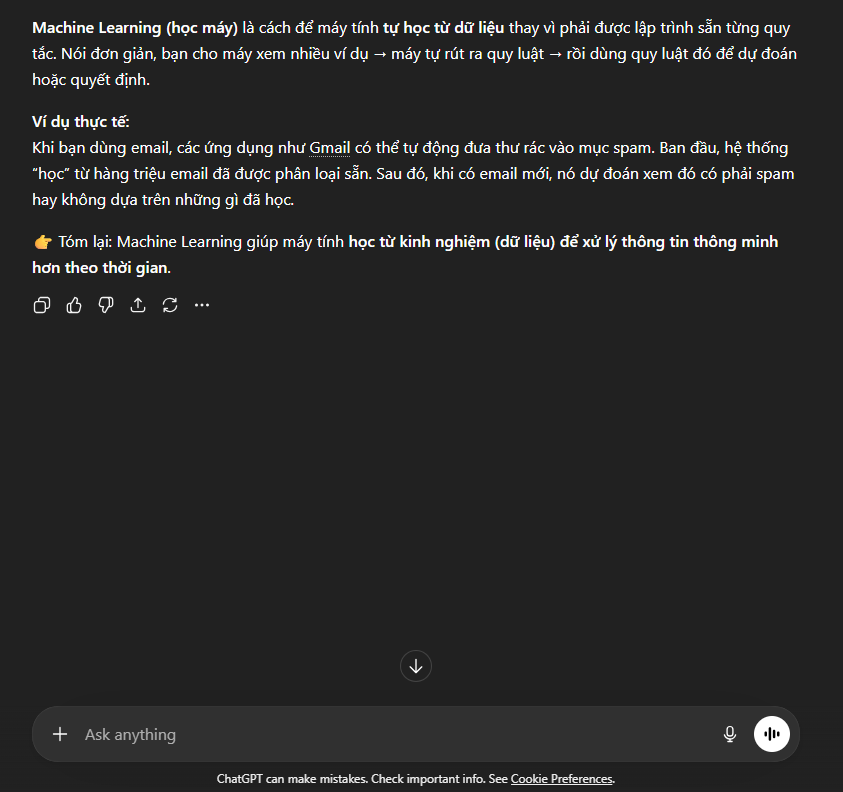 Machine Learning (học máy) là cách để máy tính tự học từ dữ liệu thay vì phải được lập trình sẵn từng quy
tắc. Nói đơn giản, bạn cho máy xem nhiều ví dụ → máy tự rút ra quy luật → rồi dùng quy luật đó để dự đoán
hoặc quyết định.
Ví dụ thực tế:
Khi bạn dùng email, các ứng dụng như Gmail có thể tự động đưa thư rác vào mục spam. Ban đầu, hệ thống
“học” từ hàng triệu email đã được phân loại sẵn. Sau đó, khi có email mới, nó dự đoán xem đó có phải spam
hay không dựa trên những gì đã học.
👉 Tóm lại: Machine Learning giúp máy tính học từ kinh nghiệm (dữ liệu) để xử lý thông tin thông minh
hơn theo thời gian.
Ask anything
ChatGPT can make mistakes. Check important info. See Cookie Preferences.